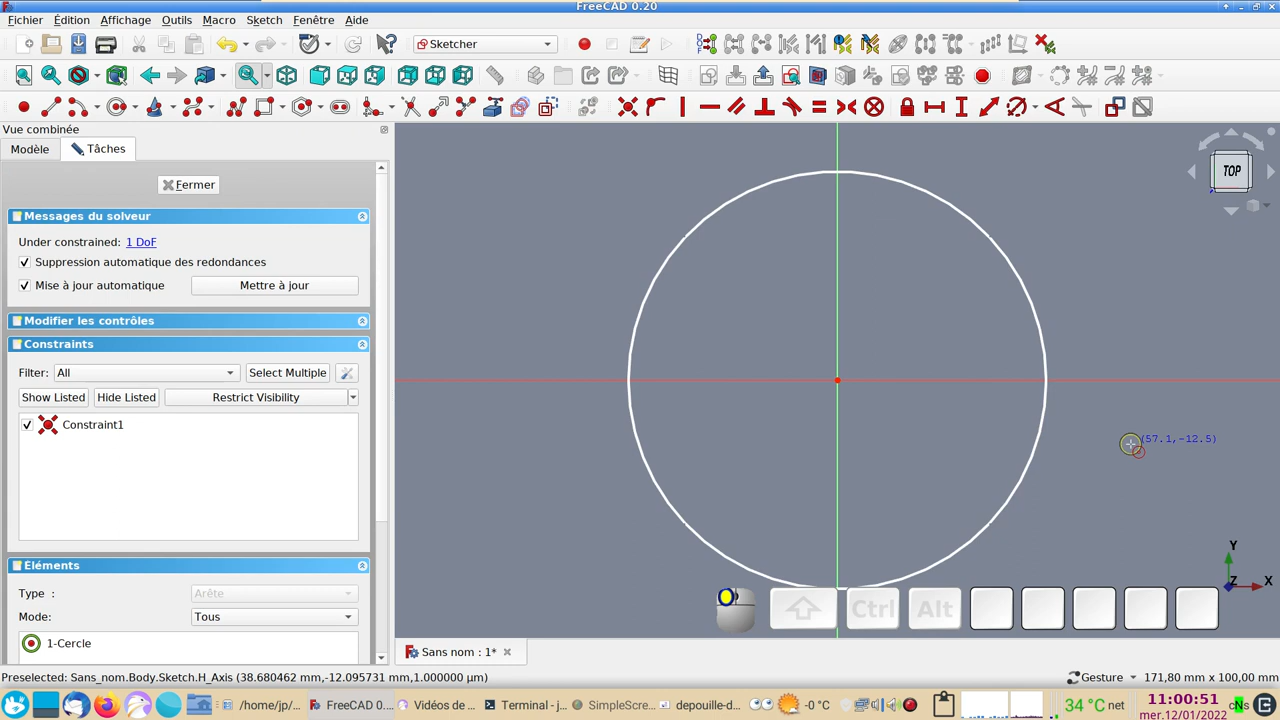 FreeCAD 0.20
Fichier Édition Affichage Outils Macro Sketch Fenêtre Aide
Sketcher
Vue combinée
Modèle Tâches
Fermer
Messages du solveur
Under constrained: 1 DoF
Suppression automatique des redondances
Mise à jour automatique Mettre à jour
Modifier les contrôles
Constraints
Filter: All Select Multiple
Show Listed Hide Listed Restrict Visibility
Constraint1
Éléments
Type : Arête
Mode: Tous
1-Cercle
TOP
(57.1,-12.5)
Y
Z X
Ctrl Alt
Sans nom : 1*
Preselected: Sans_nom.Body.Sketch.H_Axis (38.680462 mm,-12.095731 mm,1.000000 µm) Gesture 171,80 mm x 100,00 mm
/home/jp/... FreeCAD 0.... Vidéos de ... Terminal - j... SimpleScre... depouille-d... -0 °C 34 °C net 11:00:51 cNs
mer.12/01/2022